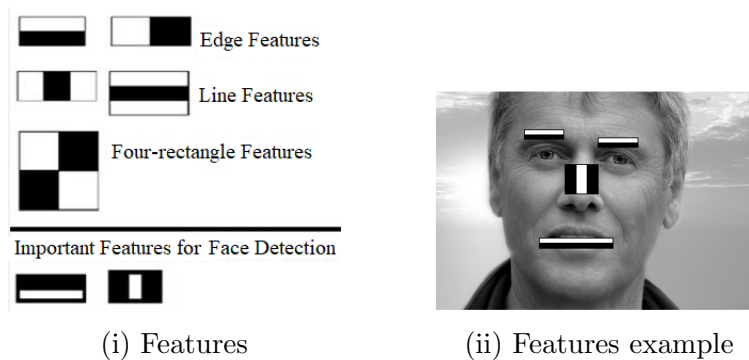 Edge Features
Line Features
Four-rectangle Features
Important Features for Face Detection
(i) Features
(ii) Features example